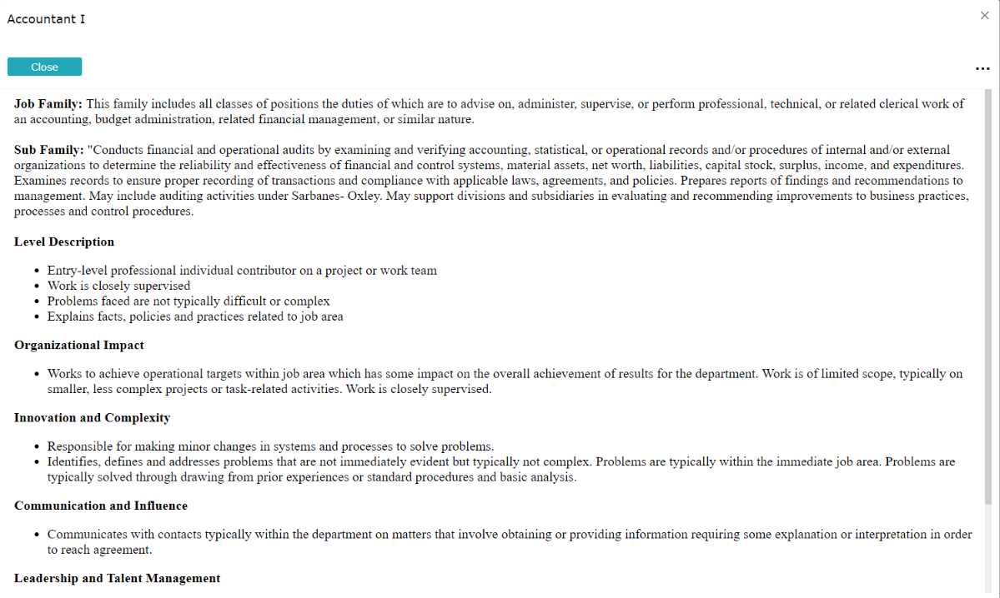 Accountant I
Close
Job Family: This family includes all classes of positions the duties of which are to advise on, administer, supervise, or perform professional, technical, or related clerical work of
an accounting, budget administration, related financial management, or similar nature.
Sub Family: "Conducts financial and operational audits by examining and verifying accounting, statistical, or operational records and/or procedures of internal and/or external
organizations to determine the reliability and effectiveness of financial and control systems, material assets, net worth, liabilities, capital stock, surplus, income, and expenditures.
Examines records to ensure proper recording of transactions and compliance with applicable laws, agreements, and policies. Prepares reports of findings and recommendations to
management. May include auditing activities under Sarbanes- Oxley. May support divisions and subsidiaries in evaluating and recommending improvements to business practices,
processes and control procedures.
Level Description
• Entry-level professional individual contributor on a project or work team
• Work is closely supervised
• Problems faced are not typically difficult or complex
• Explains facts, policies and practices related to job area
Organizational Impact
• Works to achieve operational targets within job area which has some impact on the overall achievement of results for the department. Work is of limited scope, typically on
smaller, less complex projects or task-related activities. Work is closely supervised.
Innovation and Complexity
• Responsible for making minor changes in systems and processes to solve problems.
• Identifies, defines and addresses problems that are not immediately evident but typically not complex. Problems are typically within the immediate job area. Problems are
typically solved through drawing from prior experiences or standard procedures and basic analysis.
Communication and Influence
• Communicates with contacts typically within the department on matters that involve obtaining or providing information requiring some explanation or interpretation in order
to reach agreement.
Leadership and Talent Management